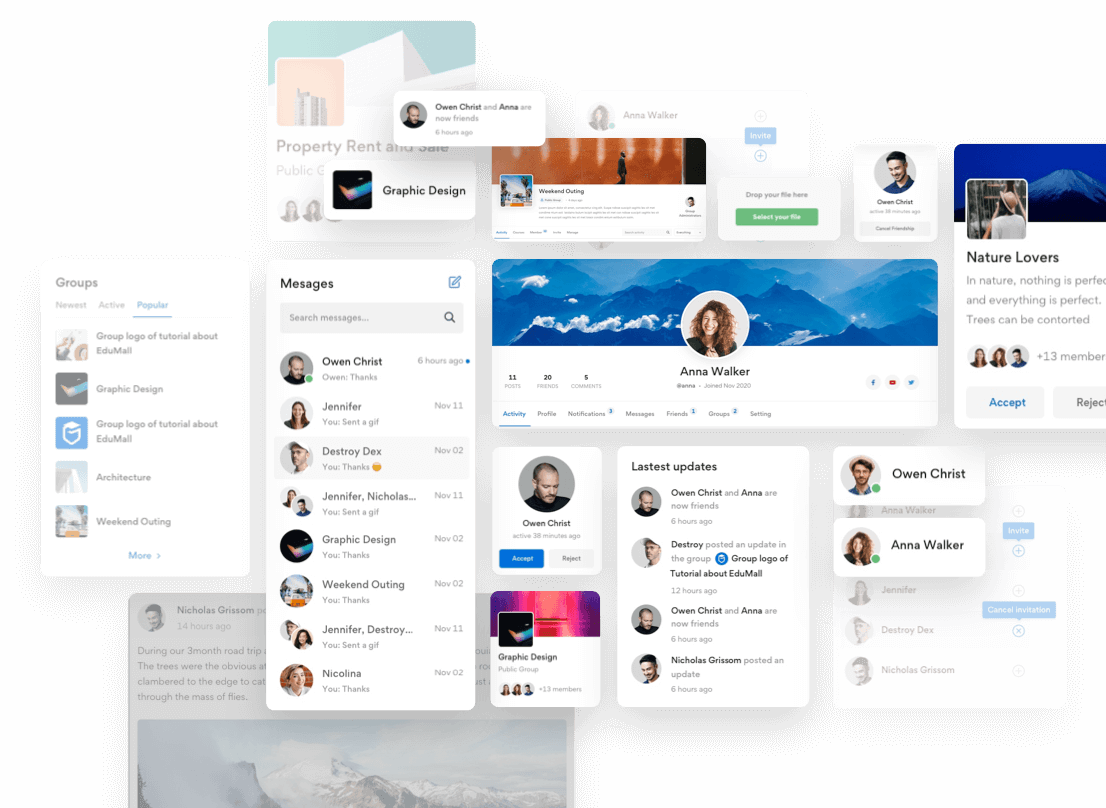 Owen Christ and Anna are
now friends
6 hours ago
Property Rent and Sale
Public G
Graphic Design
Anna Walker
Invite
Weekend Outing
Public Group
Activity
Drop your file here
Select your file
Owen Christ
active 38 minutes ago
Cancel Friendship
Nature Lovers
In nature, nothing is perfec
and everything is perfect.
Trees can be contorted
+13 member
Accept
Reject
Groups
Newest Active Popular
Group logo of tutorial about
EduMall
Graphic Design
Group logo of tutorial about
EduMall
Architecture
Weekend Outing
More >
Mesages
Search messages...
Owen Christ 6 hours ago
Owen: Thanks
Jennifer Nov 11
You: Sent a gif
Destroy Dex Nov 02
You: Thanks
Jennifer, Nicholas... Nov 11
You: Sent a gif
Graphic Design Nov 02
You: Thanks
Weekend Outing Nov 02
You: Thanks
Jennifer, Destroy... Nov 11
You: Sent a gif
Nicolina Nov 02
You: Thanks
Anna Walker
@anna • Joined Nov 2020
11 20 5
POSTS FRIENDS COMMENTS
Activity Profile Notifications 3 Messages Friends 1 Groups 2 Setting
Owen Christ
active 38 minutes ago
Accept Reject
Graphic Design
Public Group
+13 members
Lastest updates
Owen Christ and Anna are
now friends
6 hours ago
Destroy posted an update in
the group Group logo of
Tutorial about EduMall
12 hours ago
Owen Christ and Anna are
now friends
6 hours ago
Nicholas Grissom posted an
update
6 hours ago
Owen Christ
Anna Walker
Invite
Anna Walker
Jennifer
Cancel invitation
Destroy Dex
Nicholas Grissom
Nicholas Grissom po
14 hours ago
During our 3month road trip a
The trees were the obvious at
clambered to the edge to cat
through the mass of flies.